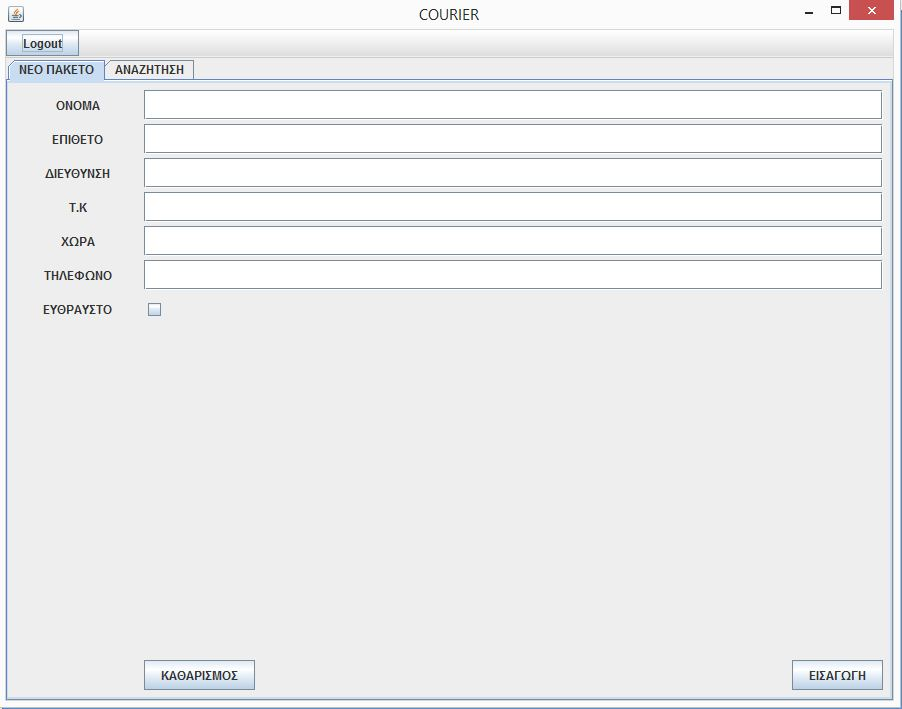 COURIER
Logout
ΝΕΟ ΠΑΚΕΤΟ ΑΝΑΖΗΤΗΣΗ
ΟΝΟΜΑ
ΕΠΙΘΕΤΟ
ΔΙΕΥΘΥΝΣΗ
Τ.Κ
ΧΩΡΑ
ΤΗΛΕΦΩΝΟ
ΕΥΘΡΑΥΣΤΟ
ΚΑΘΑΡΙΣΜΟΣ ΕΙΣΑΓΩΓΗ